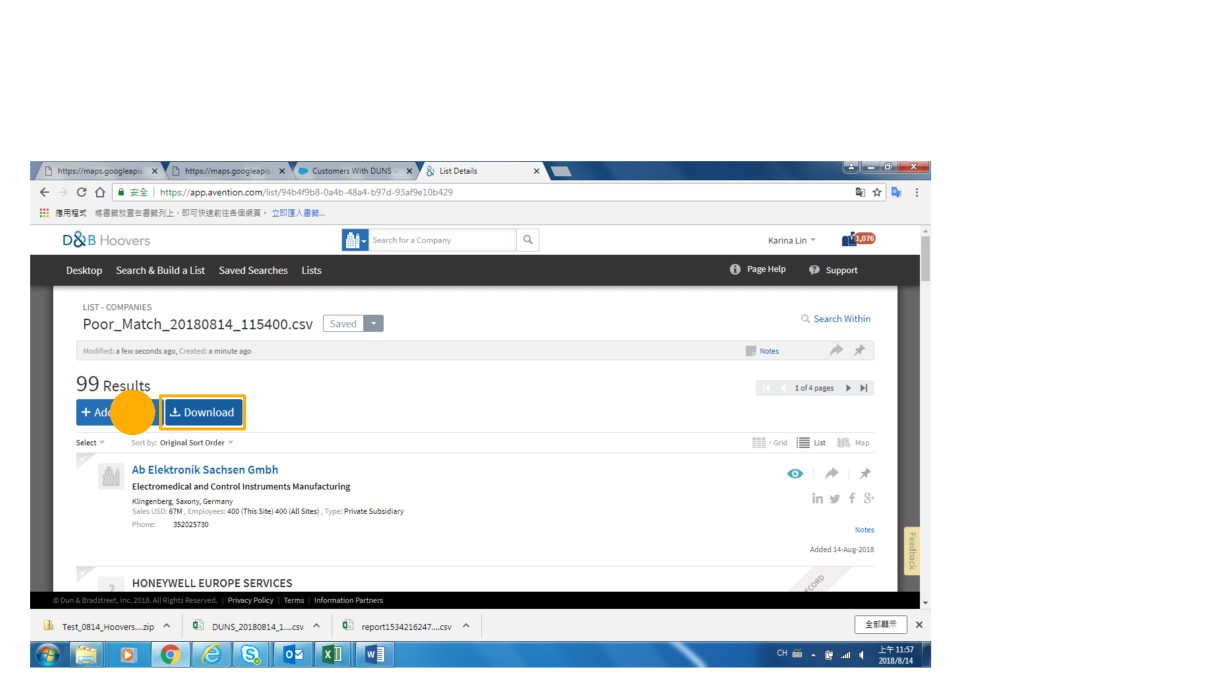 https://maps.googleapis. https://maps.googleapis. Customers With DUNS - List Details
安全 https://app.avention.com/list/94b4f9b8-0a4b-48a4-b97d-93af9e10b429
應用程式 將書籤放置在書籤列上，即可快速前往各個網頁。 立即匯入書籤...
D&B Hoovers Search for a Company Karina Lin 1,076
Desktop Search & Build a List Saved Searches Lists Page Help Support
LIST - COMPANIES
Poor_Match_20180814_115400.csv Saved Search Within
Modified: a few seconds ago, Created: a minute ago Notes
99 Results 1 of 4 pages
+ Download
Select Sort by: Original Sort Order Grid List Map
Ab Elektronik Sachsen Gmbh
Electromedical and Control Instruments Manufacturing
Klingenberg, Saxony, Germany
Sales USD: 67M , Employees: 400 (This Site) 400 (All Sites) , Type: Private Subsidiary
Phone: 352025730
Notes
Added 14-Aug-2018
Feedback
HONEYWELL EUROPE SERVICES
© Dun & Bradstreet, Inc. 2018. All Rights Reserved. | Privacy Policy | Terms | Information Partners
Test_0814_Hoovers....zip DUNS_20180814_1....csv report1534216247....csv 全部顯示
CH 上午 11:57
2018/8/14